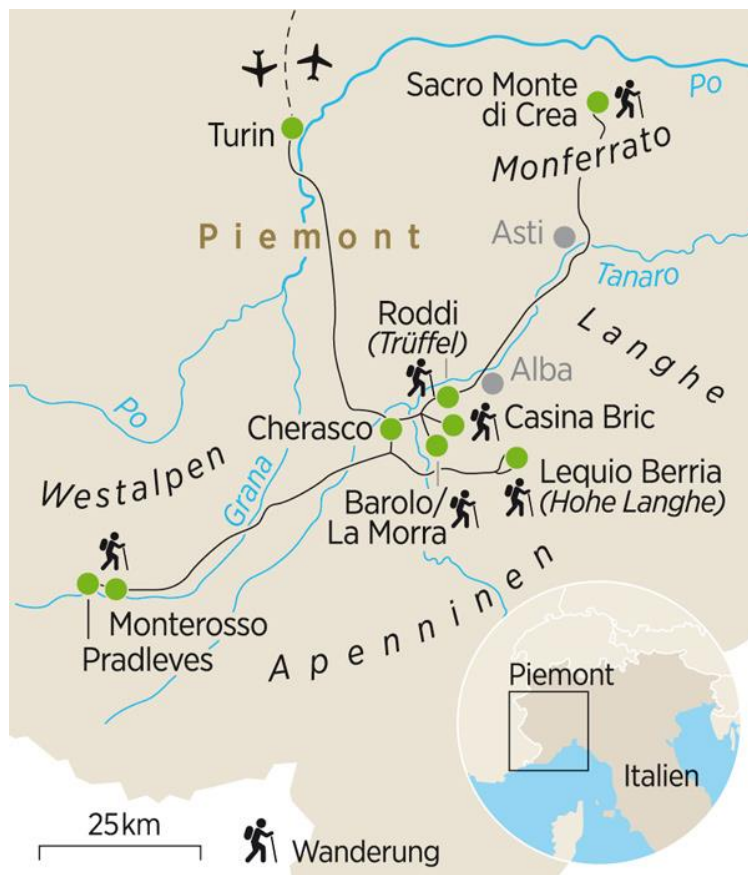 Sacro Monte
di Crea
Po
Turin
Monferrato
Piemont
Asti
Tanaro
Roddi
(Trüffel)
Langhe
Alba
Po
Cherasco
Casina Bric
Westalpen
Grana
Barolo/
La Morra
Lequio Berria
(Hohe Langhe)
Monterosso
Pradleves
Apenninen
Piemont
Italien
25km
Wanderung